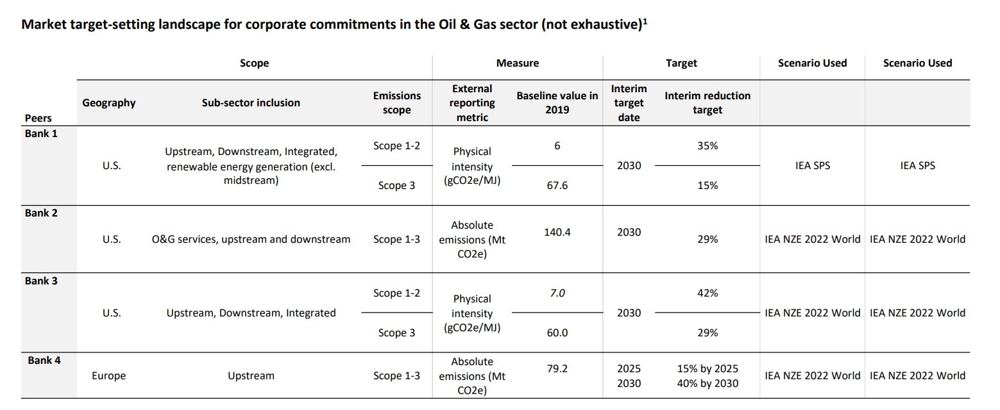 Market target-setting landscape for corporate commitments in the Oil & Gas sector (not exhaustive)¹
Scope Measure Target Scenario Used Scenario Used
Peers Geography Sub-sector inclusion Emissions scope External reporting metric Baseline value in 2019 Interim target date Interim reduction target
Bank 1
U.S.
Upstream, Downstream, Integrated,
renewable energy generation (excl.
midstream)
Scope 1-2
Scope 3
Physical
intensity
(gCO2e/MJ)
6
67.6
2030
35%
15%
IEA SPS
IEA SPS
Bank 2
U.S.
O&G services, upstream and downstream
Scope 1-3
Absolute
emissions (Mt
CO2e)
140.4
2030
29%
IEA NZE 2022 World
IEA NZE 2022 World
Bank 3
U.S.
Upstream, Downstream, Integrated
Scope 1-2
Scope 3
Physical
intensity
(gCO2e/MJ)
7.0
60.0
2030
42%
29%
IEA NZE 2022 World
IEA NZE 2022 World
Bank 4
Europe
Upstream
Scope 1-3
Absolute
emissions (Mt
CO2e)
79.2
2025
2030
15% by 2025
40% by 2030
IEA NZE 2022 World
IEA NZE 2022 World